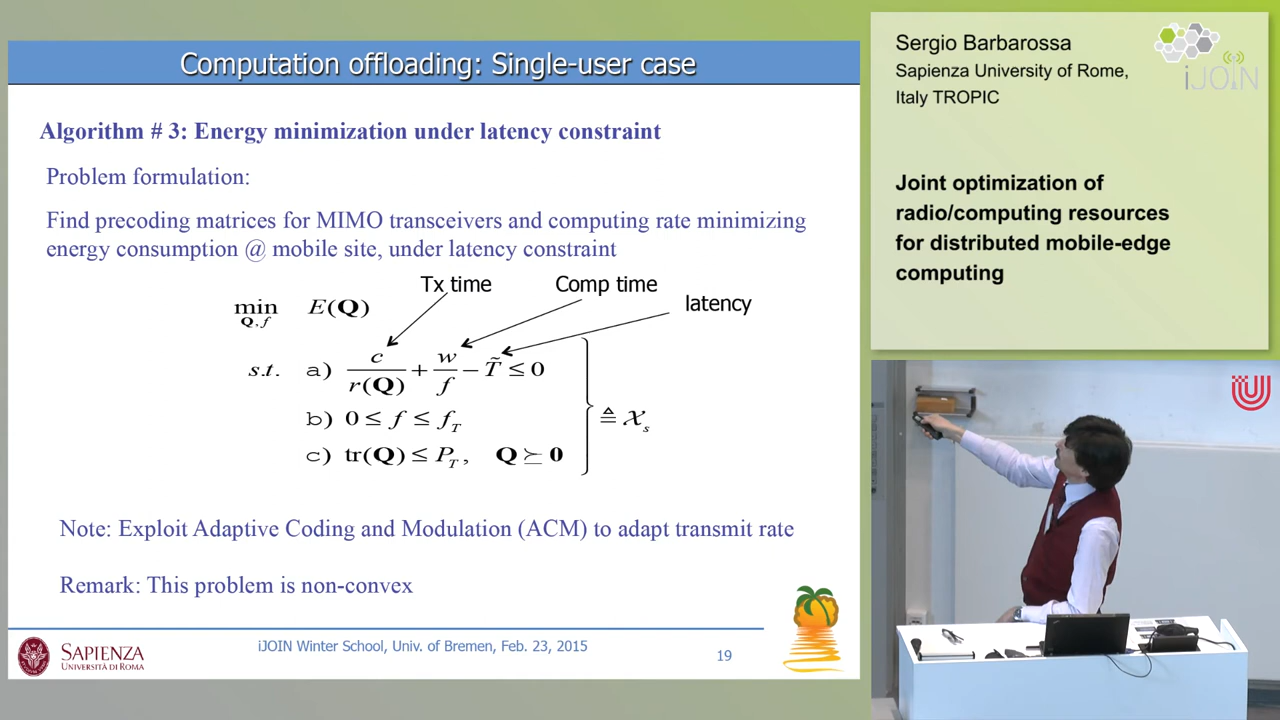 Computation offloading: Single-user case
Algorithm # 3: Energy minimization under latency constraint
Problem formulation:
Find precoding matrices for MIMO transceivers and computing rate minimizing
energy consumption @ mobile site, under latency constraint
Tx time
Comp time
latency
min E(Q)
Q,f
s.t. a) c/r(Q) + w/f − T̃ ≤ 0
b) 0 ≤ f ≤ f_T
≜ 𝒳_s
c) tr(Q) ≤ P_T, Q ⪰ 0
Note: Exploit Adaptive Coding and Modulation (ACM) to adapt transmit rate
Remark: This problem is non-convex
SAPIENZA
UNIVERSITÀ DI ROMA
iJOIN Winter School, Univ. of Bremen, Feb. 23, 2015
19
Sergio Barbarossa
Sapienza University of Rome,
Italy TROPIC
iJOIN
Joint optimization of
radio/computing resources
for distributed mobile-edge
computing